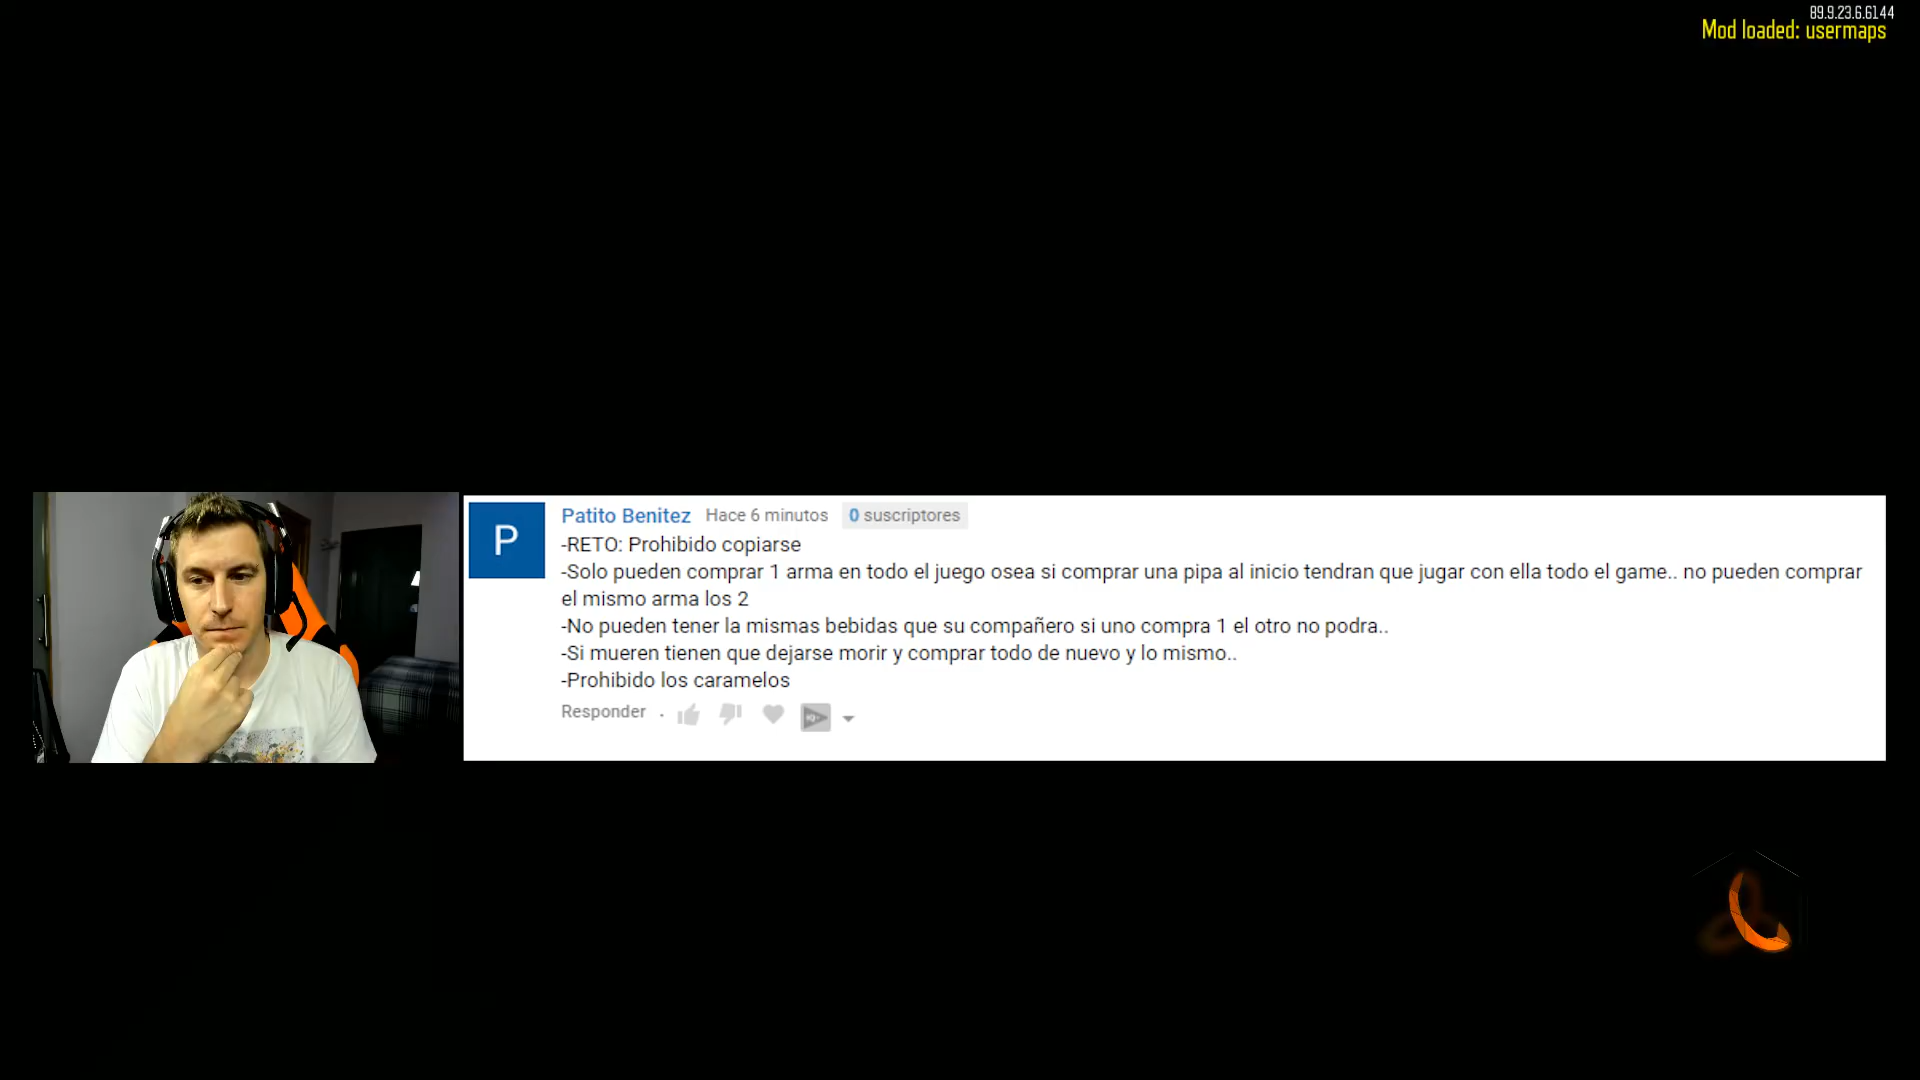 89.9.23.6.6144
Mod loaded: usermaps
P
Patito Benitez Hace 6 minutos 0 suscriptores
-RETO: Prohibido copiarse
-Solo pueden comprar 1 arma en todo el juego osea si comprar una pipa al inicio tendran que jugar con ella todo el game.. no pueden comprar
el mismo arma los 2
-No pueden tener la mismas bebidas que su compañero si uno compra 1 el otro no podra..
-Si mueren tienen que dejarse morir y comprar todo de nuevo y lo mismo..
-Prohibido los caramelos
Responder